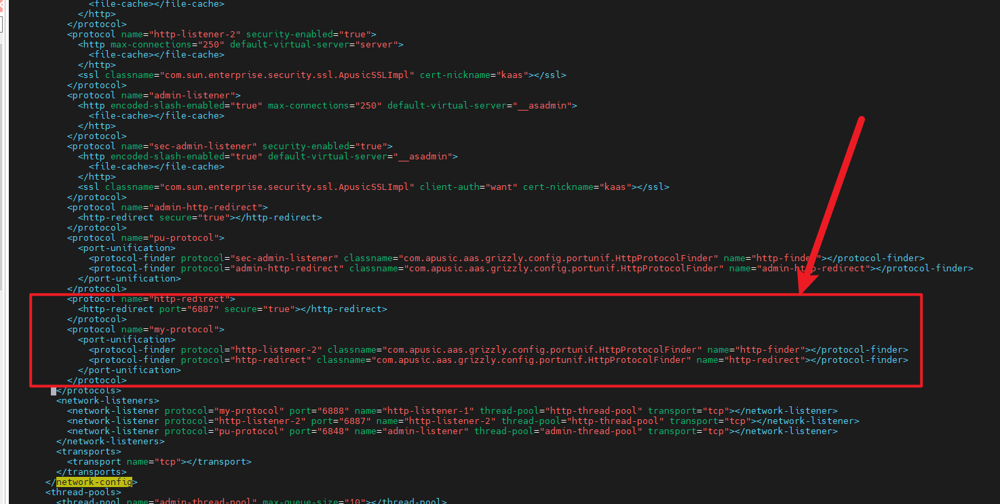 <file-cache></file-cache>
</http>
</protocol>
<protocol name="http-listener-2" security-enabled="true">
<http max-connections="250" default-virtual-server="server">
<file-cache></file-cache>
</http>
<ssl classname="com.sun.enterprise.security.ssl.ApusicSSLImpl" cert-nickname="kaas"></ssl>
</protocol>
<protocol name="admin-listener">
<http encoded-slash-enabled="true" max-connections="250" default-virtual-server="__asadmin">
<file-cache></file-cache>
</http>
</protocol>
<protocol name="sec-admin-listener" security-enabled="true">
<http encoded-slash-enabled="true" default-virtual-server="__asadmin">
<file-cache></file-cache>
</http>
<ssl classname="com.sun.enterprise.security.ssl.ApusicSSLImpl" client-auth="want" cert-nickname="kaas"></ssl>
</protocol>
<protocol name="admin-http-redirect">
<http-redirect secure="true"></http-redirect>
</protocol>
<protocol name="pu-protocol">
<port-unification>
<protocol-finder protocol="sec-admin-listener" classname="com.apusic.aas.grizzly.config.portunif.HttpProtocolFinder" name="http-finder"></protocol-finder>
<protocol-finder protocol="admin-http-redirect" classname="com.apusic.aas.grizzly.config.portunif.HttpProtocolFinder" name="admin-http-redirect"></protocol-finder>
</port-unification>
</protocol>
<protocol name="http-redirect">
<http-redirect port="6887" secure="true"></http-redirect>
</protocol>
<protocol name="my-protocol">
<port-unification>
<protocol-finder protocol="http-listener-2" classname="com.apusic.aas.grizzly.config.portunif.HttpProtocolFinder" name="http-finder"></protocol-finder>
<protocol-finder protocol="http-redirect" classname="com.apusic.aas.grizzly.config.portunif.HttpProtocolFinder" name="http-redirect"></protocol-finder>
</port-unification>
</protocol>
</protocols>
<network-listeners>
<network-listener protocol="my-protocol" port="6888" name="http-listener-1" thread-pool="http-thread-pool" transport="tcp"></network-listener>
<network-listener protocol="http-listener-2" port="6887" name="http-listener-2" thread-pool="http-thread-pool" transport="tcp"></network-listener>
<network-listener protocol="pu-protocol" port="6848" name="admin-listener" thread-pool="admin-thread-pool" transport="tcp"></network-listener>
</network-listeners>
<transports>
<transport name="tcp"></transport>
</transports>
</network-config>
<thread-pools>
<thread-pool name="admin-thread-pool" max-queue-size="10"></thread-pool>